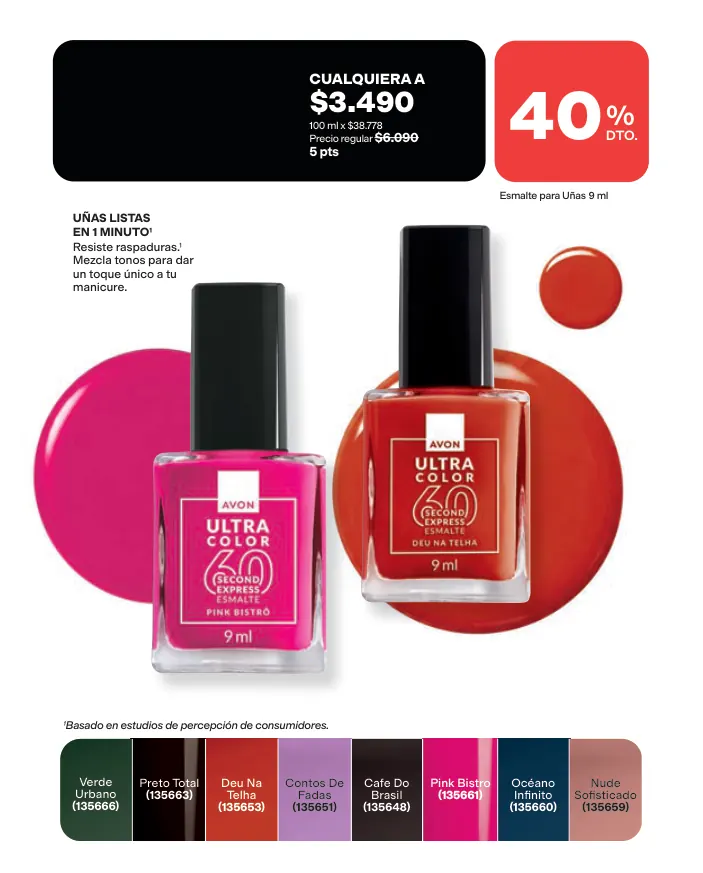 CUALQUIERA A
$3.490
100 ml x $38.778
Precio regular $6.090
5 pts
40%
DTO.
Esmalte para Uñas 9 ml
UÑAS LISTAS
EN 1 MINUTO¹
Resiste raspaduras.¹
Mezcla tonos para dar
un toque único a tu
manicure.
AVON
ULTRA
COLOR
60
SECOND
EXPRESS
ESMALTE
DEU NA TELHA
9 ml
AVON
ULTRA
COLOR
60
SECOND
EXPRESS
ESMALTE
PINK BISTRÔ
9 ml
¹Basado en estudios de percepción de consumidores.
Verde
Urbano
(135666)
Preto Total
(135663)
Deu Na
Telha
(135653)
Contos De
Fadas
(135651)
Cafe Do
Brasil
(135648)
Pink Bistro
(135661)
Océano
Infinito
(135660)
Nude
Sofisticado
(135659)